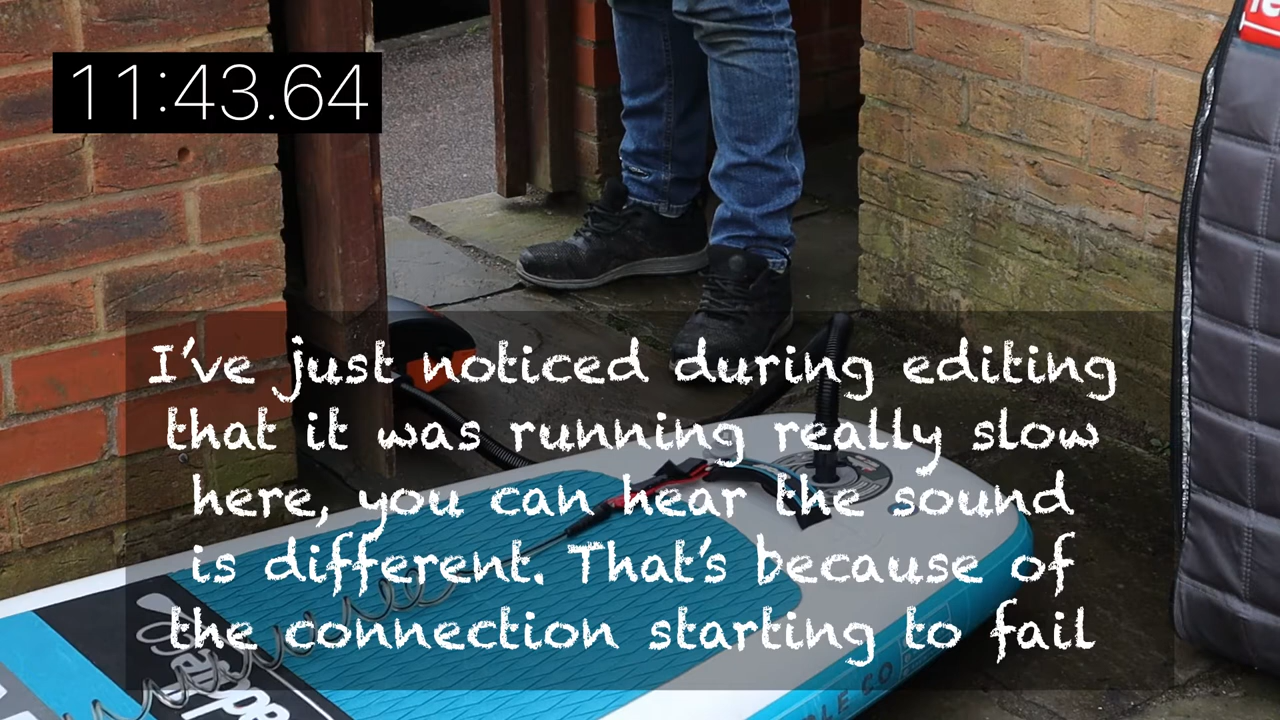 11:43.64
I've just noticed during editing
that it was running really slow
here, you can hear the sound
is different. That's because of
the connection starting to fail